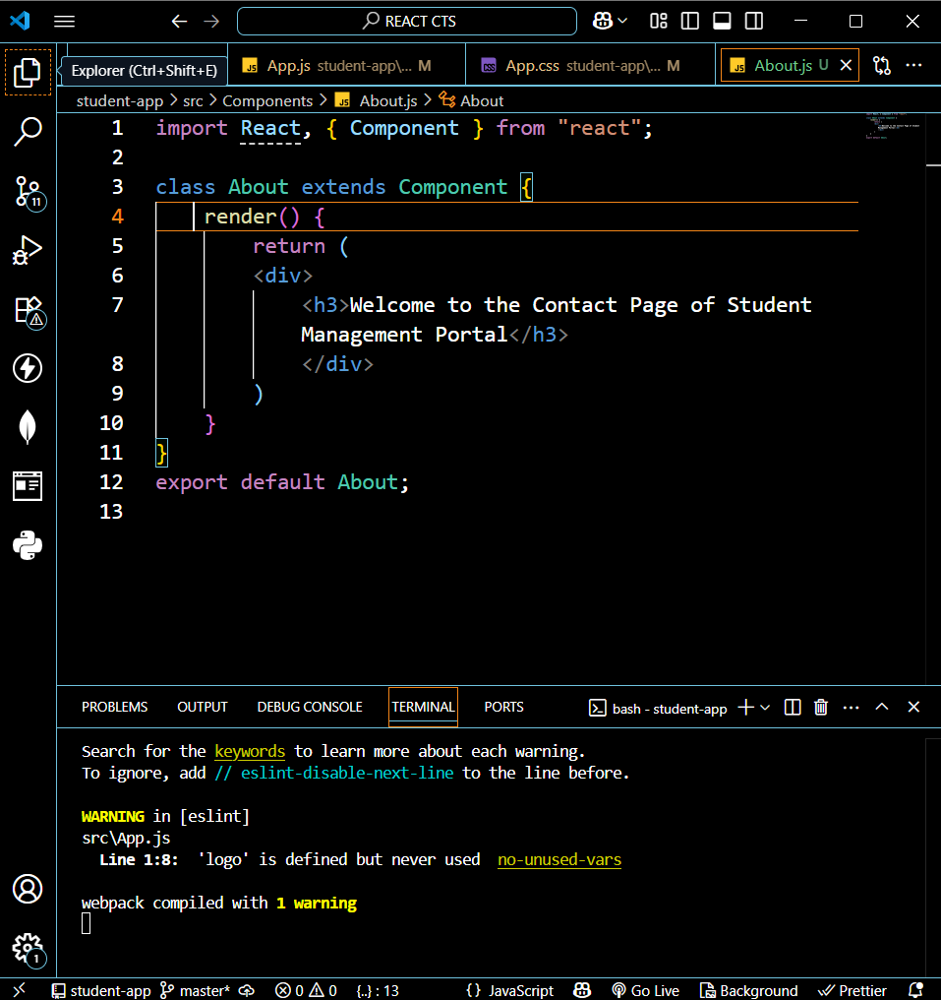 REACT CTS
Explorer (Ctrl+Shift+E)
App.js student-app\... M
App.css student-app\... M
About.js U
student-app > src > Components > About.js > About
1 import React, { Component } from "react";
2
3 class About extends Component {
4 render() {
5 return (
6 <div>
7 <h3>Welcome to the Contact Page of Student
Management Portal</h3>
8 </div>
9 )
10 }
11 }
12 export default About;
13
PROBLEMS OUTPUT DEBUG CONSOLE TERMINAL PORTS bash - student-app
Search for the keywords to learn more about each warning.
To ignore, add // eslint-disable-next-line to the line before.
WARNING in [eslint]
src\App.js
Line 1:8: 'logo' is defined but never used no-unused-vars
webpack compiled with 1 warning
11
1
student-app master* 0 0 {..} : 13 {} JavaScript Go Live Background Prettier